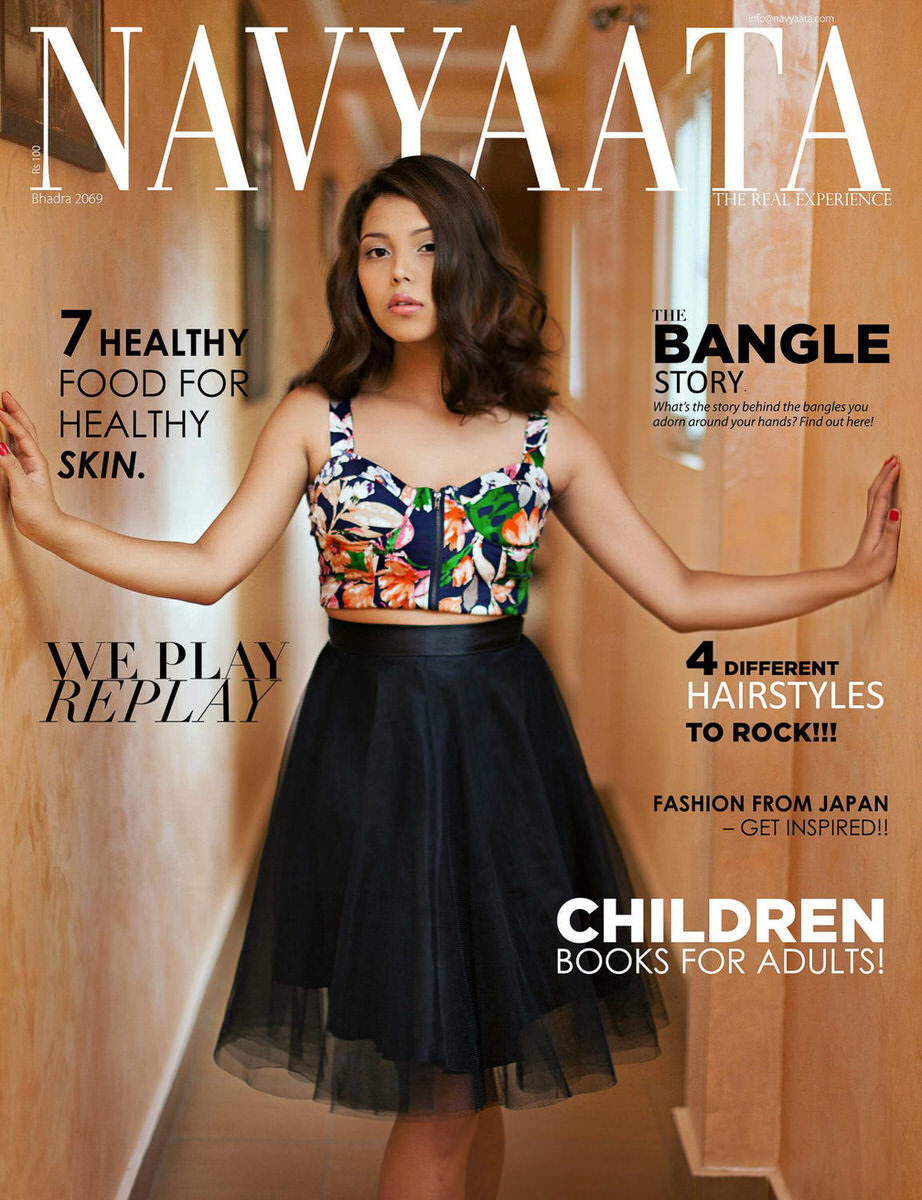 info@navyaata.com
NAVYAATA
Rs 100
Bhadra 2069
THE REAL EXPERIENCE
7 HEALTHY
FOOD FOR
HEALTHY
SKIN.
THE
BANGLE
STORY.
What's the story behind the bangles you
adorn around your hands? Find out here!
WE PLAY
REPLAY
4 DIFFERENT
HAIRSTYLES
TO ROCK!!!
FASHION FROM JAPAN
– GET INSPIRED!!
CHILDREN
BOOKS FOR ADULTS!